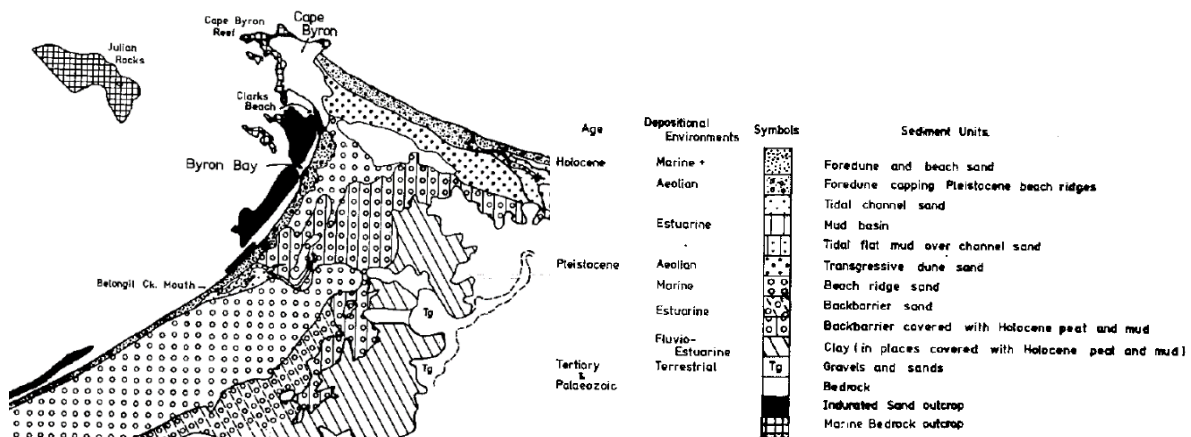 Cape Byron Reef
Cape
Byron
Julian
Rocks
Clarks
Beach
Byron Bay
Belongil Ck. Mouth
Tg
Tg
Age Depositional Environments Symbols Sediment Units
Holocene Marine + Foredune and beach sand
Aeolian Foredune capping Pleistocene beach ridges
Tidal channel sand
Estuarine Mud basin
Tidal flat mud over channel sand
Pleistocene Aeolian Transgressive dune sand
Marine Beach ridge sand
Estuarine Backbarrier sand
Backbarrier covered with Holocene peat and mud
Fluvio-Estuarine Clay (in places covered with Holocene peat and mud)
Tertiary & Palaeozoic Terrestrial Tg Gravels and sands
Bedrock
Indurated Sand outcrop
Marine Bedrock outcrop